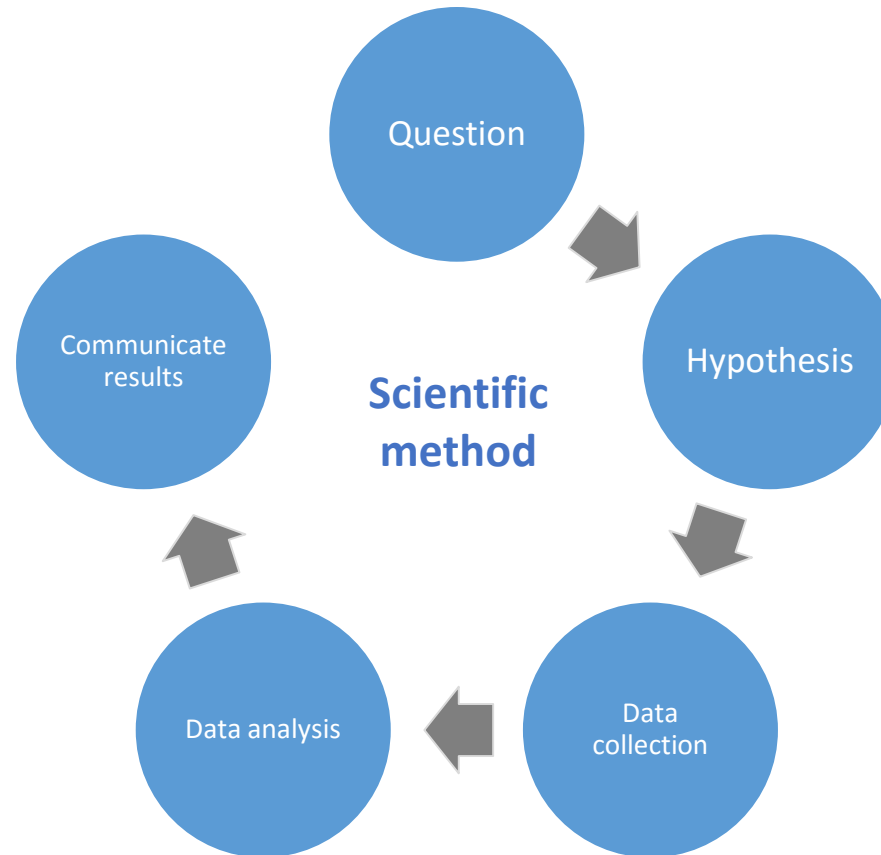 Question
Hypothesis
Data
collection
Data analysis
Communicate
results
Scientific
method